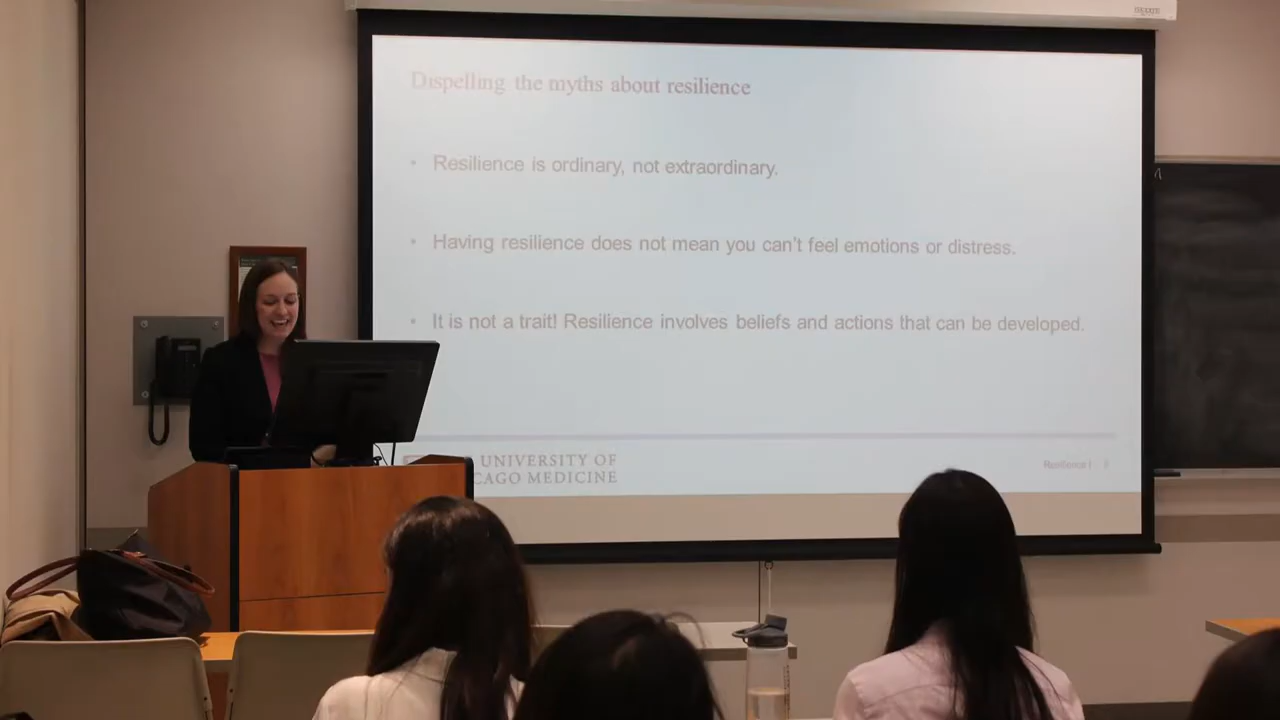 Dispelling the myths about resilience
• Resilience is ordinary, not extraordinary.
• Having resilience does not mean you can't feel emotions or distress.
• It is not a trait! Resilience involves beliefs and actions that can be developed.
UNIVERSITY OF
CAGO MEDICINE
Resilience |